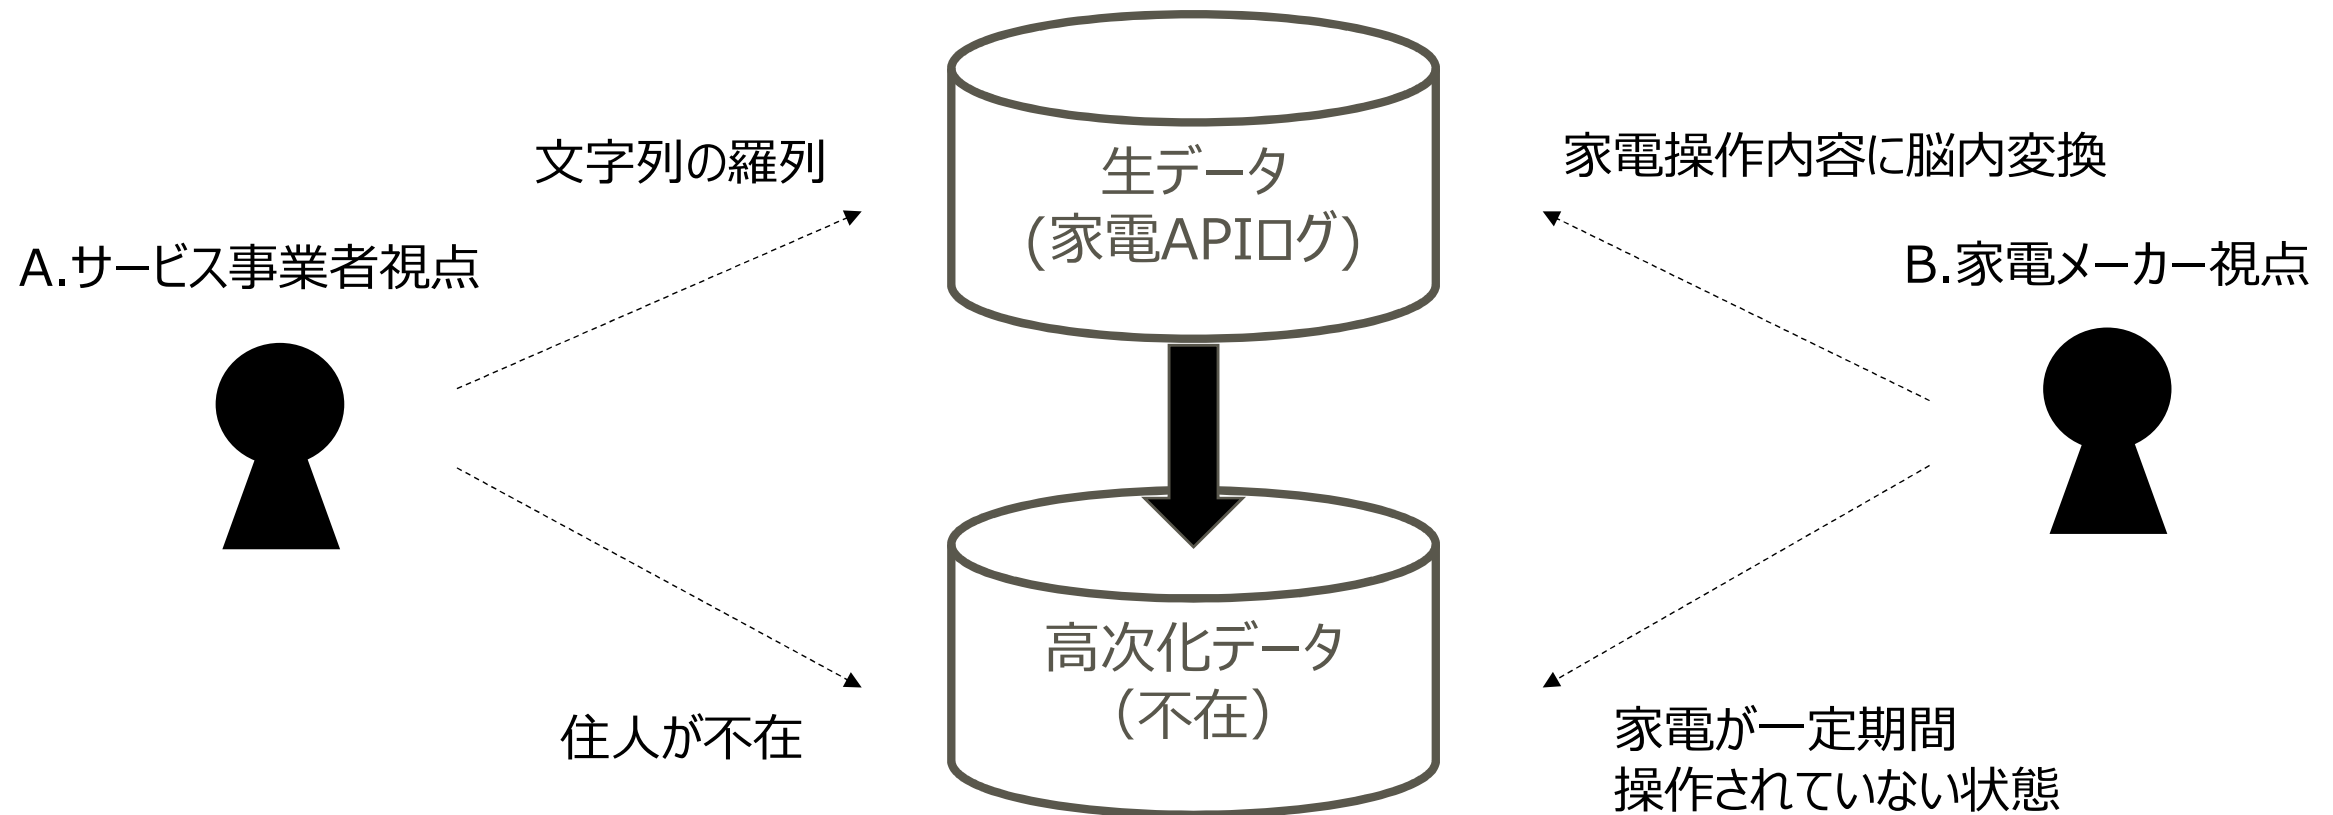 文字列の羅列
家電操作内容に脳内変換
生データ
(家電APIログ)
A.サービス事業者視点
B.家電メーカー視点
高次化データ
(不在)
住人が不在
家電が一定期間
操作されていない状態